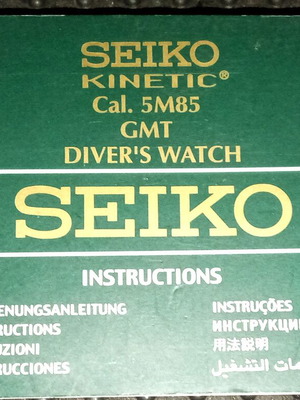 SEIKO
KINETIC®
Cal. 5M85
GMT
DIVER'S WATCH
SEIKO
INSTRUCTIONS
ENUNGSANLEITUNG INSTRUÇÕES
RUCTIONS ИНСТРУКЦИ
UZIONI 用法説明
RUCCIONES مات التشغيل